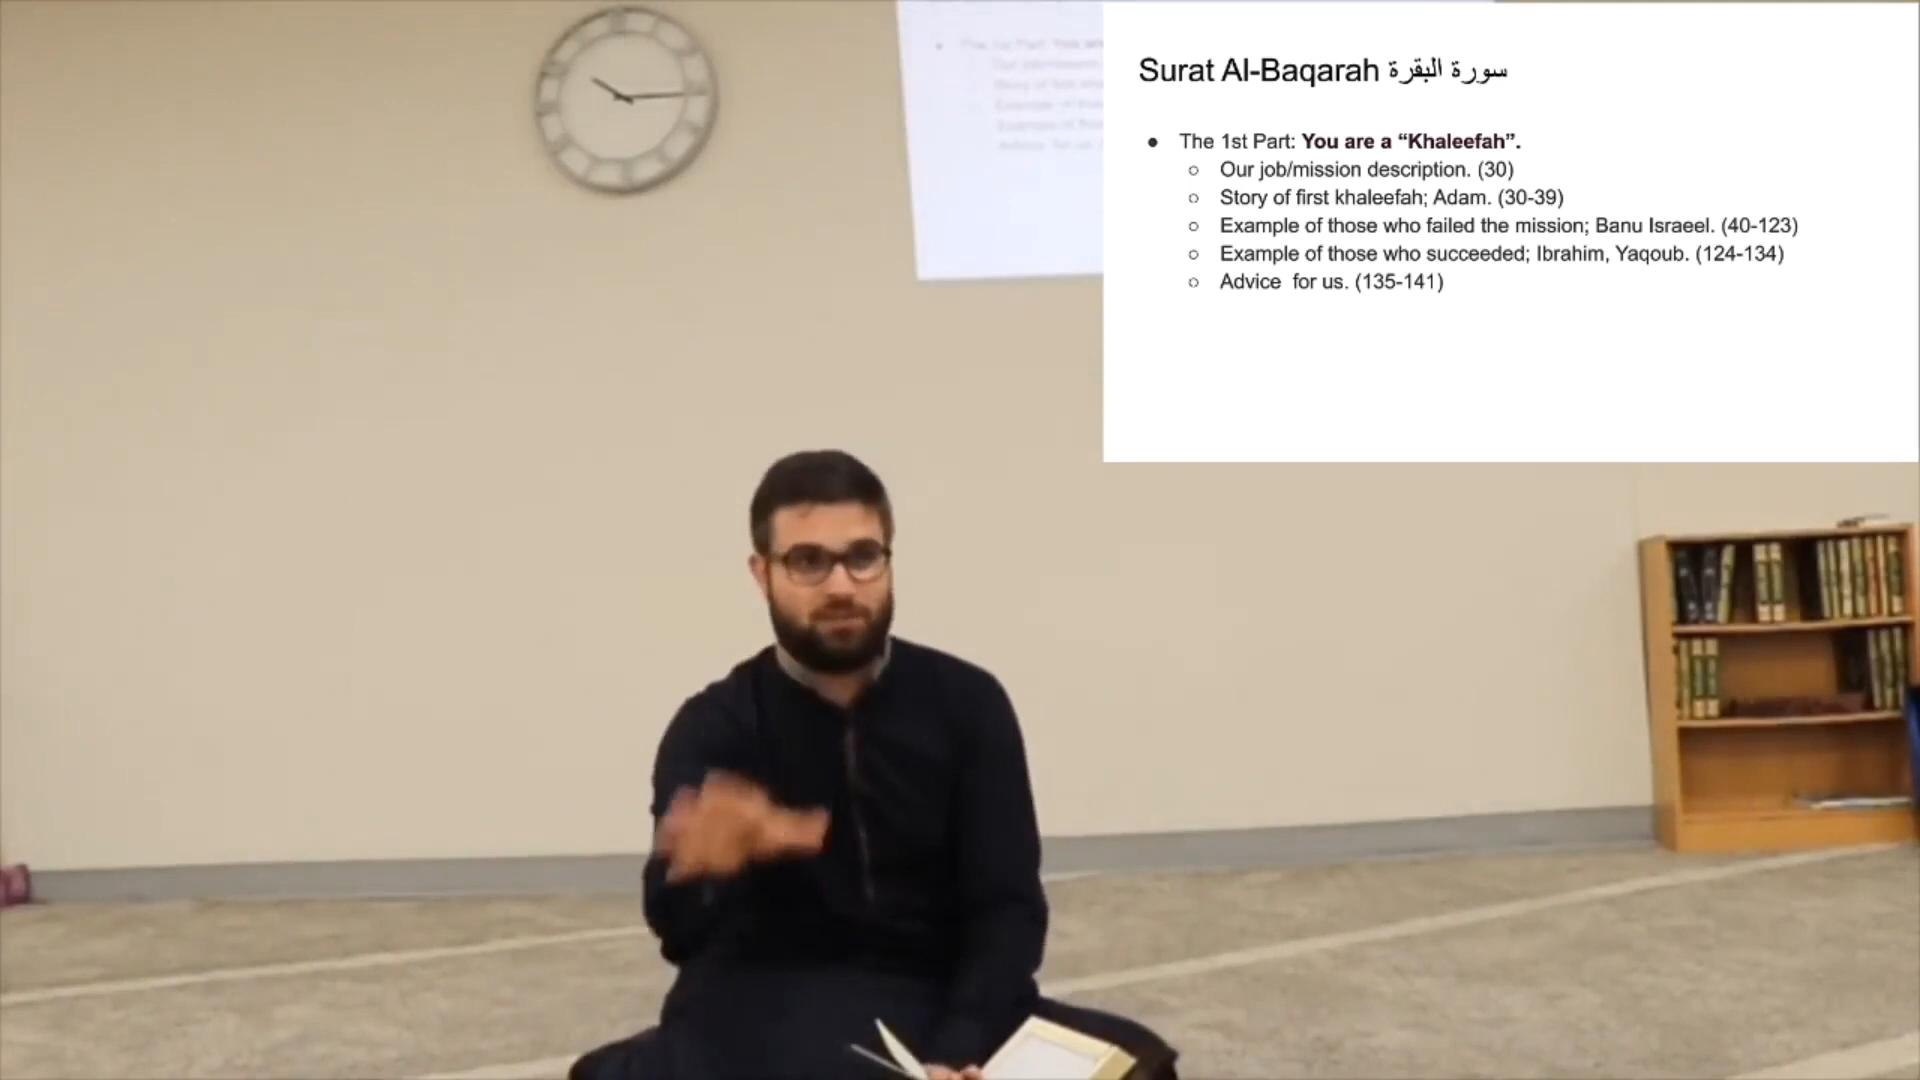 Surat Al-Baqarah سورة البقرة
● The 1st Part: You are a “Khaleefah”.
○ Our job/mission description. (30)
○ Story of first khaleefah; Adam. (30-39)
○ Example of those who failed the mission; Banu Israeel. (40-123)
○ Example of those who succeeded; Ibrahim, Yaqoub. (124-134)
○ Advice  for us. (135-141)